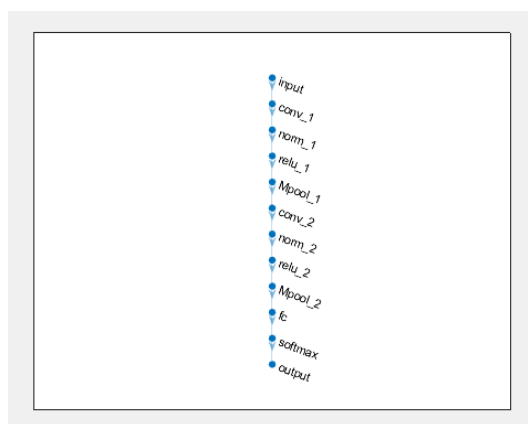 input
conv_1
norm_1
relu_1
Mpool_1
conv_2
norm_2
relu_2
Mpool_2
fc
softmax
output